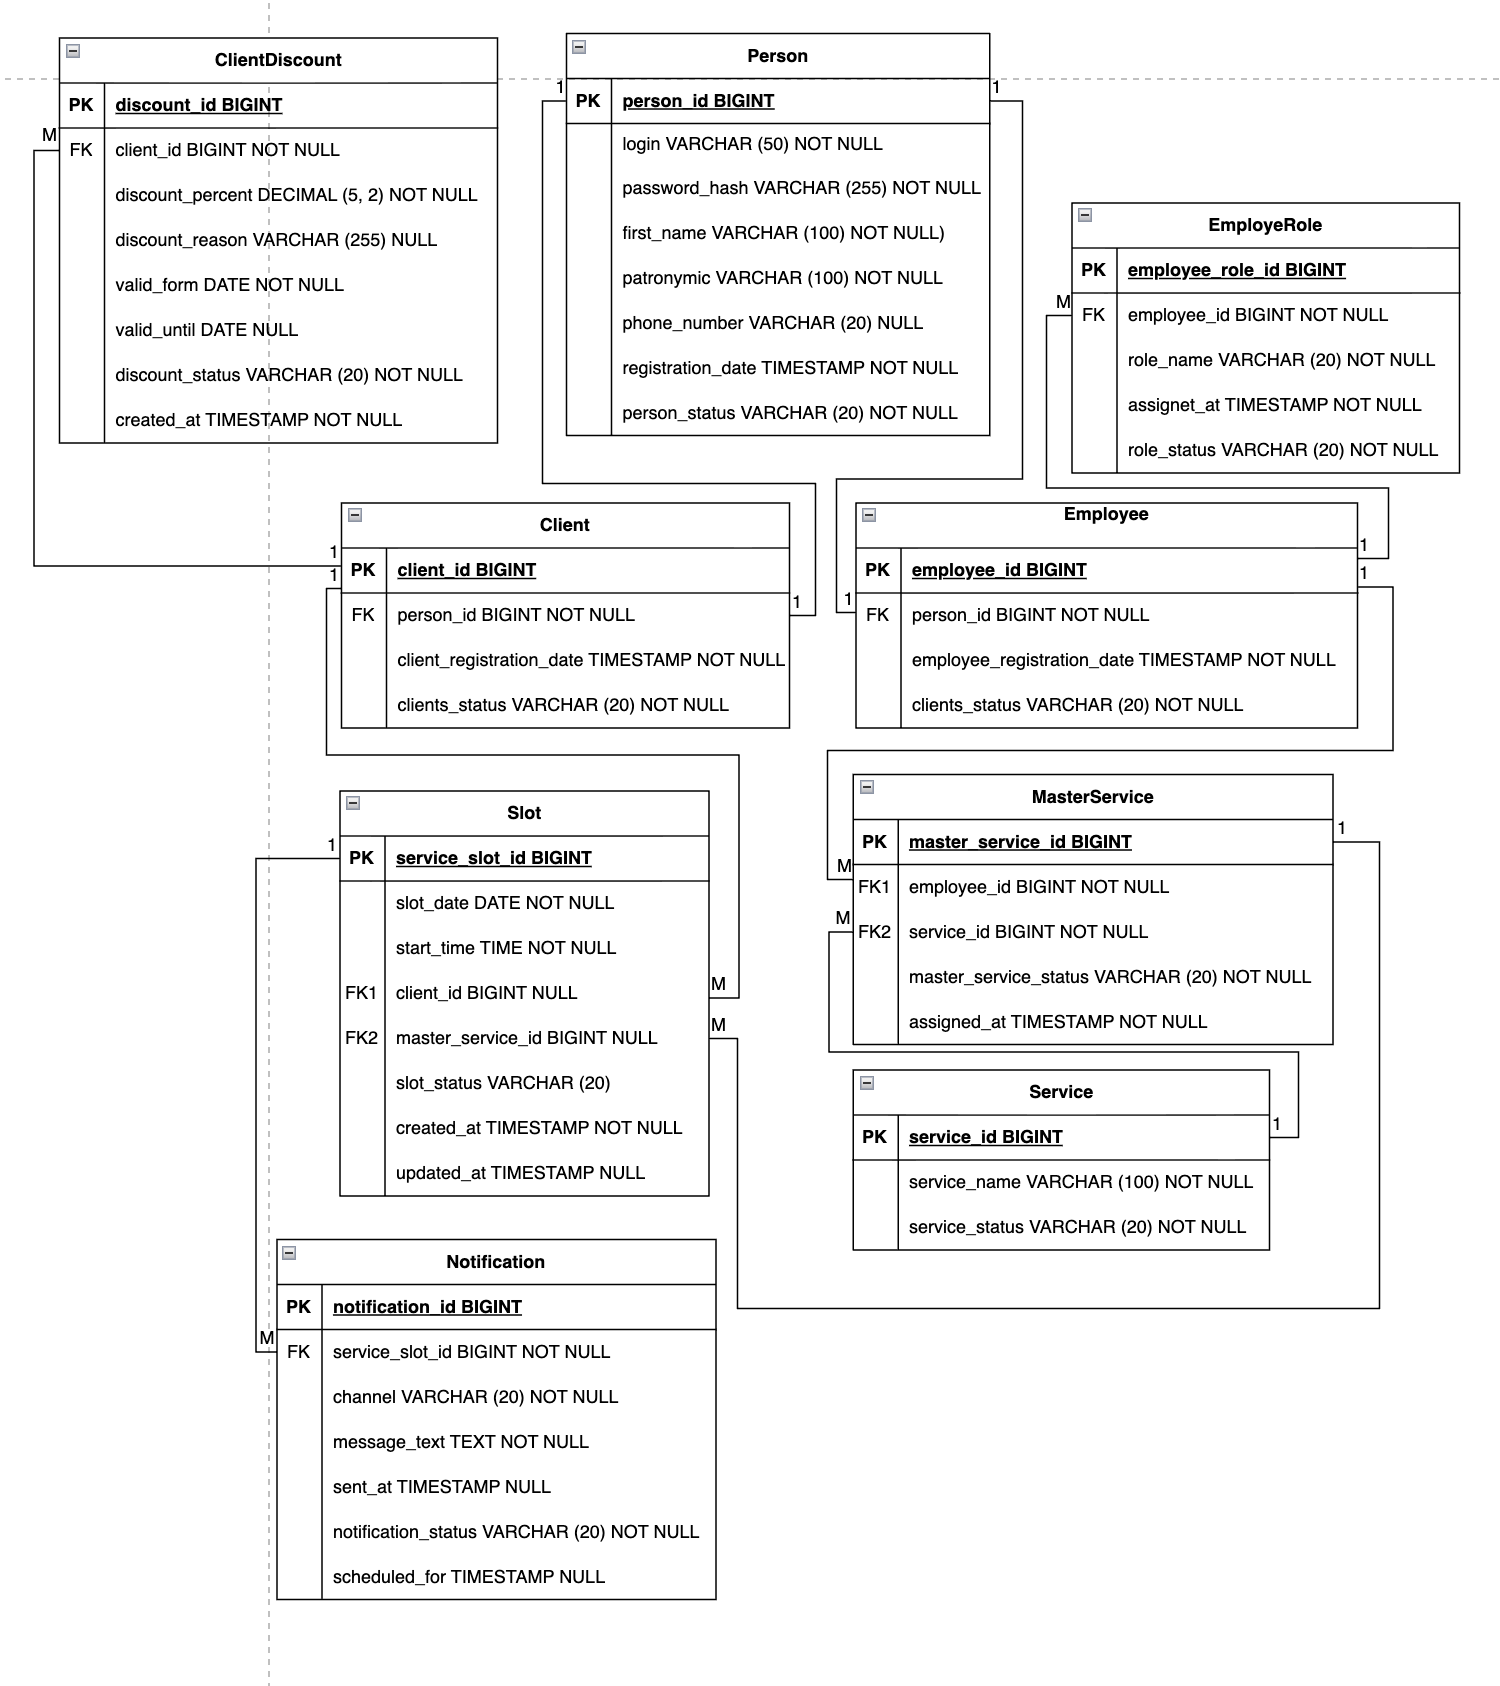 ClientDiscount
PK discount_id BIGINT
M
FK client_id BIGINT NOT NULL
discount_percent DECIMAL (5, 2) NOT NULL
discount_reason VARCHAR (255) NULL
valid_form DATE NOT NULL
valid_until DATE NULL
discount_status VARCHAR (20) NOT NULL
created_at TIMESTAMP NOT NULL
Person
1
1
PK person_id BIGINT
login VARCHAR (50) NOT NULL
password_hash VARCHAR (255) NOT NULL
first_name VARCHAR (100) NOT NULL)
patronymic VARCHAR (100) NOT NULL
phone_number VARCHAR (20) NULL
registration_date TIMESTAMP NOT NULL
person_status VARCHAR (20) NOT NULL
EmployeRole
PK employee_role_id BIGINT
M
FK employee_id BIGINT NOT NULL
role_name VARCHAR (20) NOT NULL
assignet_at TIMESTAMP NOT NULL
role_status VARCHAR (20) NOT NULL
Client
1
PK client_id BIGINT
1
FK person_id BIGINT NOT NULL
1
client_registration_date TIMESTAMP NOT NULL
clients_status VARCHAR (20) NOT NULL
Employee
1
PK employee_id BIGINT
1
1
FK person_id BIGINT NOT NULL
employee_registration_date TIMESTAMP NOT NULL
clients_status VARCHAR (20) NOT NULL
Slot
1
PK service_slot_id BIGINT
slot_date DATE NOT NULL
start_time TIME NOT NULL
FK1 client_id BIGINT NULL
M
FK2 master_service_id BIGINT NULL
M
slot_status VARCHAR (20)
created_at TIMESTAMP NOT NULL
updated_at TIMESTAMP NULL
MasterService
PK master_service_id BIGINT
1
M
FK1 employee_id BIGINT NOT NULL
M
FK2 service_id BIGINT NOT NULL
master_service_status VARCHAR (20) NOT NULL
assigned_at TIMESTAMP NOT NULL
Service
PK service_id BIGINT
1
service_name VARCHAR (100) NOT NULL
service_status VARCHAR (20) NOT NULL
Notification
PK notification_id BIGINT
M
FK service_slot_id BIGINT NOT NULL
channel VARCHAR (20) NOT NULL
message_text TEXT NOT NULL
sent_at TIMESTAMP NULL
notification_status VARCHAR (20) NOT NULL
scheduled_for TIMESTAMP NULL